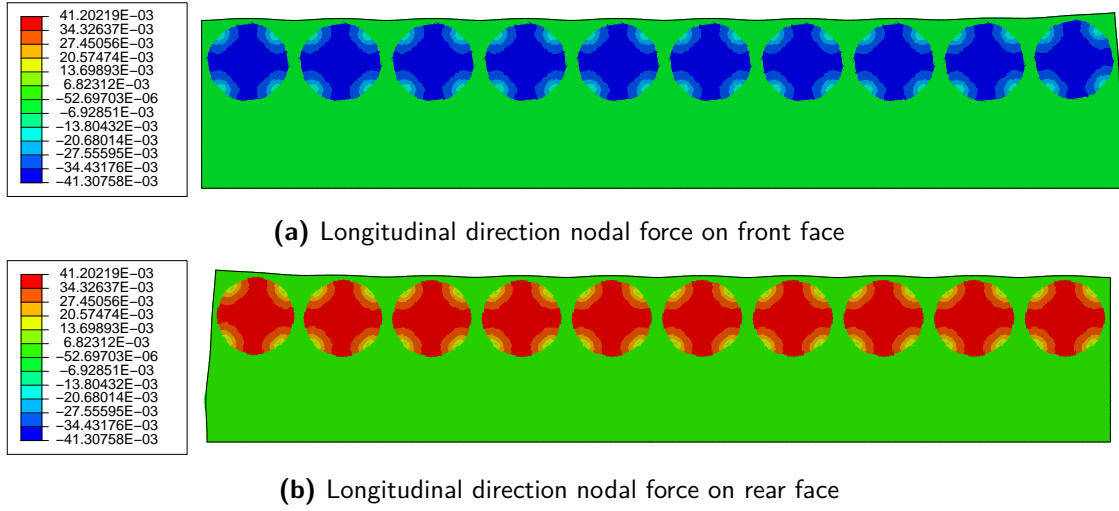 41.20219E−03
34.32637E−03
27.45056E−03
20.57474E−03
13.69893E−03
6.82312E−03
−52.69703E−06
−6.92851E−03
−13.80432E−03
−20.68014E−03
−27.55595E−03
−34.43176E−03
−41.30758E−03
(a) Longitudinal direction nodal force on front face
41.20219E−03
34.32637E−03
27.45056E−03
20.57474E−03
13.69893E−03
6.82312E−03
−52.69703E−06
−6.92851E−03
−13.80432E−03
−20.68014E−03
−27.55595E−03
−34.43176E−03
−41.30758E−03
(b) Longitudinal direction nodal force on rear face